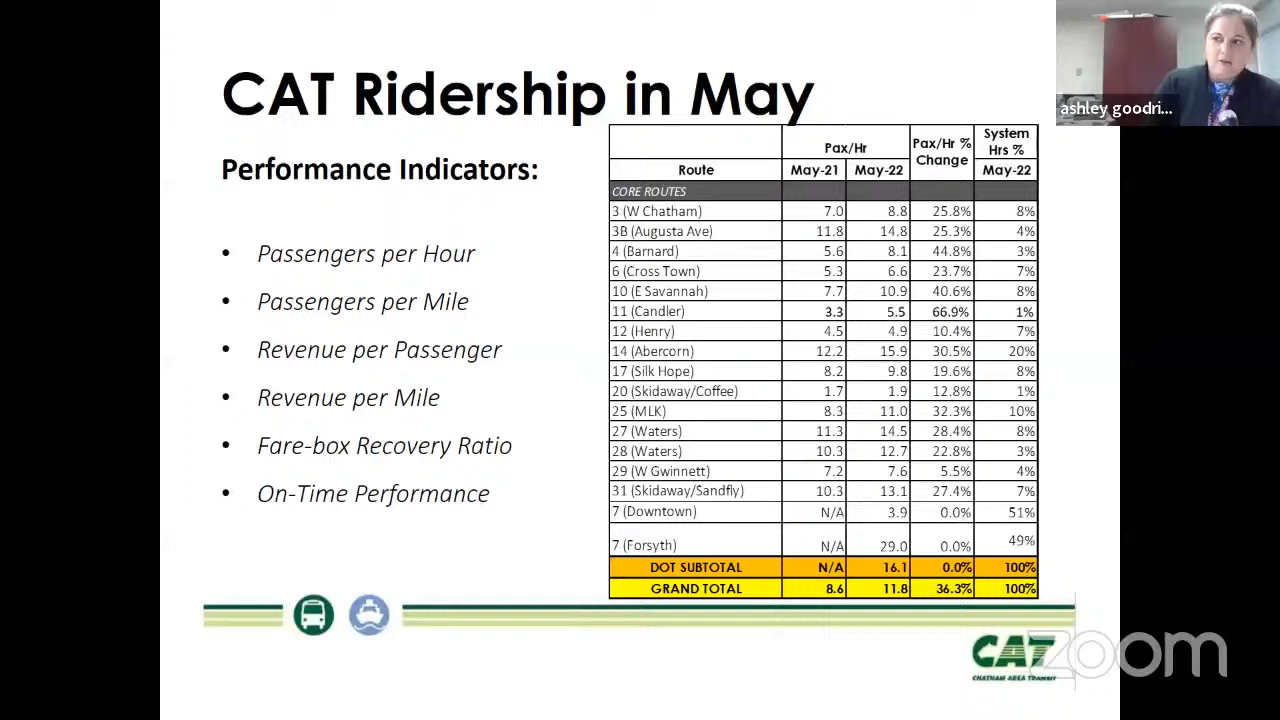 CAT Ridership in May
ashley goodri...
Performance Indicators:
• Passengers per Hour
• Passengers per Mile
• Revenue per Passenger
• Revenue per Mile
• Fare-box Recovery Ratio
• On-Time Performance
Pax/Hr Pax/Hr % Change System Hrs %
Route May-21 May-22 May-22
CORE ROUTES
3 (W Chatham) 7.0 8.8 25.8% 8%
3B (Augusta Ave) 11.8 14.8 25.3% 4%
4 (Barnard) 5.6 8.1 44.8% 3%
6 (Cross Town) 5.3 6.6 23.7% 7%
10 (E Savannah) 7.7 10.9 40.6% 8%
11 (Candler) 3.3 5.5 66.9% 1%
12 (Henry) 4.5 4.9 10.4% 7%
14 (Abercorn) 12.2 15.9 30.5% 20%
17 (Silk Hope) 8.2 9.8 19.6% 8%
20 (Skidaway/Coffee) 1.7 1.9 12.8% 1%
25 (MLK) 8.3 11.0 32.3% 10%
27 (Waters) 11.3 14.5 28.4% 8%
28 (Waters) 10.3 12.7 22.8% 3%
29 (W Gwinnett) 7.2 7.6 5.5% 4%
31 (Skidaway/Sandfly) 10.3 13.1 27.4% 7%
7 (Downtown) N/A 3.9 0.0% 51%
7 (Forsyth) N/A 29.0 0.0% 49%
DOT SUBTOTAL N/A 16.1 0.0% 100%
GRAND TOTAL 8.6 11.8 36.3% 100%
CAT
CHATHAM AREA TRANSIT
zoom